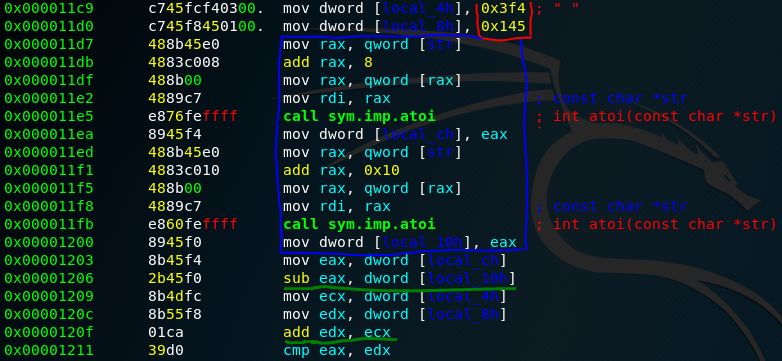 0x000011c9 c745fcf40300. mov dword [local_4h], 0x3f4 ; " "
0x000011d0 c745f8450100. mov dword [local_8h], 0x145
0x000011d7 488b45e0 mov rax, qword [str]
0x000011db 4883c008 add rax, 8
0x000011df 488b00 mov rax, qword [rax]
0x000011e2 4889c7 mov rdi, rax ; const char *str
0x000011e5 e876feffff call sym.imp.atoi ; int atoi(const char *str)
0x000011ea 8945f4 mov dword [local_ch], eax
0x000011ed 488b45e0 mov rax, qword [str]
0x000011f1 4883c010 add rax, 0x10
0x000011f5 488b00 mov rax, qword [rax]
0x000011f8 4889c7 mov rdi, rax ; const char *str
0x000011fb e860feffff call sym.imp.atoi ; int atoi(const char *str)
0x00001200 8945f0 mov dword [local_10h], eax
0x00001203 8b45f4 mov eax, dword [local_ch]
0x00001206 2b45f0 sub eax, dword [local_10h]
0x00001209 8b4dfc mov ecx, dword [local_4h]
0x0000120c 8b55f8 mov edx, dword [local_8h]
0x0000120f 01ca add edx, ecx
0x00001211 39d0 cmp eax, edx